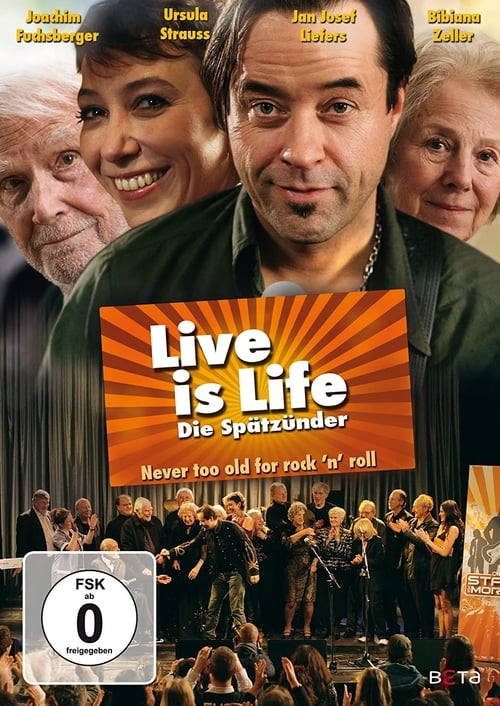 Joachim
Fuchsberger
Ursula
Strauss
Jan Josef
Liefers
Bibiana
Zeller
Live
is Life
Die Spätzünder
Never too old for rock 'n' roll
FSK
ab
0
freigegeben
BETA